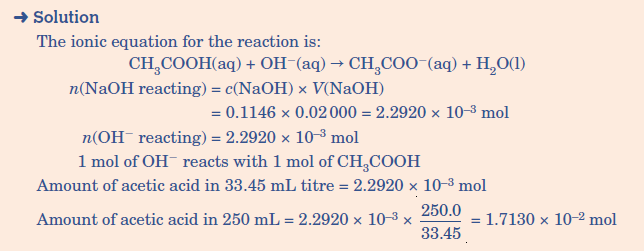 ➔ Solution
The ionic equation for the reaction is:
CH₃COOH(aq) + OH⁻(aq) → CH₃COO⁻(aq) + H₂O(l)
n(NaOH reacting) = c(NaOH) × V(NaOH)
= 0.1146 × 0.02 000 = 2.2920 × 10⁻³ mol
n(OH⁻ reacting) = 2.2920 × 10⁻³ mol
1 mol of OH⁻ reacts with 1 mol of CH₃COOH
Amount of acetic acid in 33.45 mL titre = 2.2920 × 10⁻³ mol
Amount of acetic acid in 250 mL = 2.2920 × 10⁻³ × 250.0/33.45 = 1.7130 × 10⁻² mol